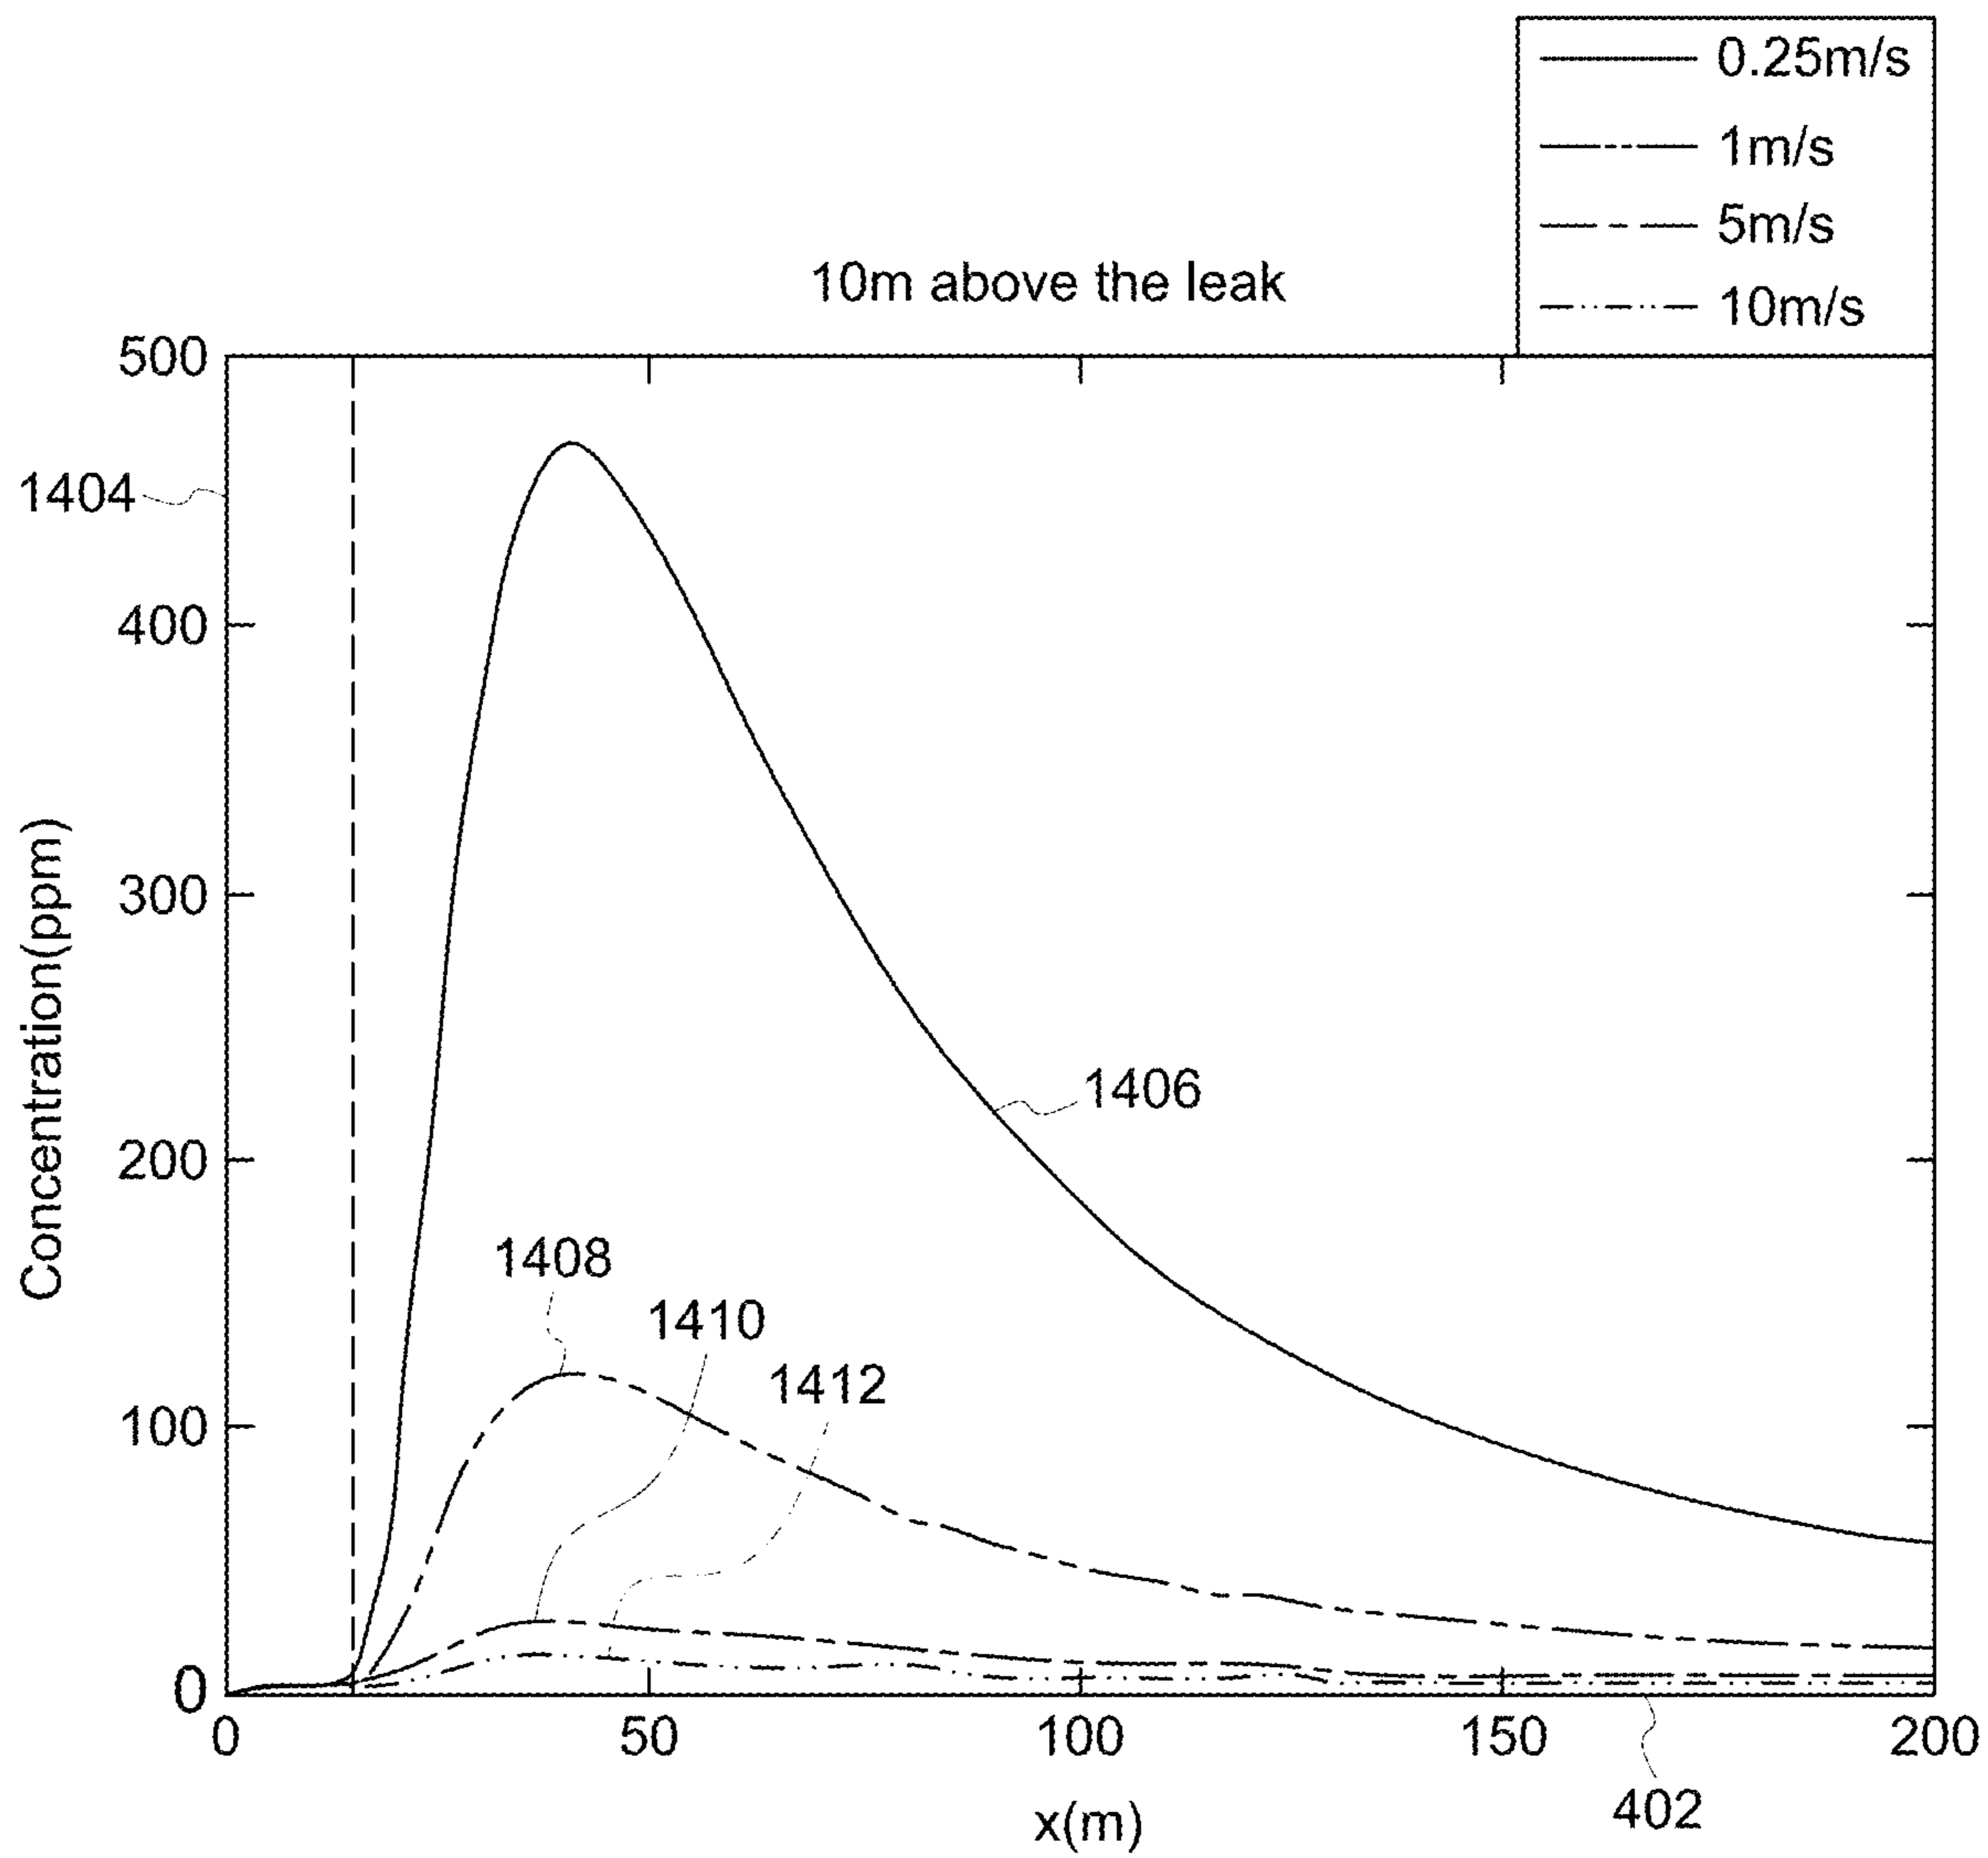 0.25m/s
1m/s
5m/s
10m/s
10m above the leak
500
1404
400
300
Concentration(ppm)
1406
200
1408
1410
1412
100
0
0
50
100
150
200
402
x(m)